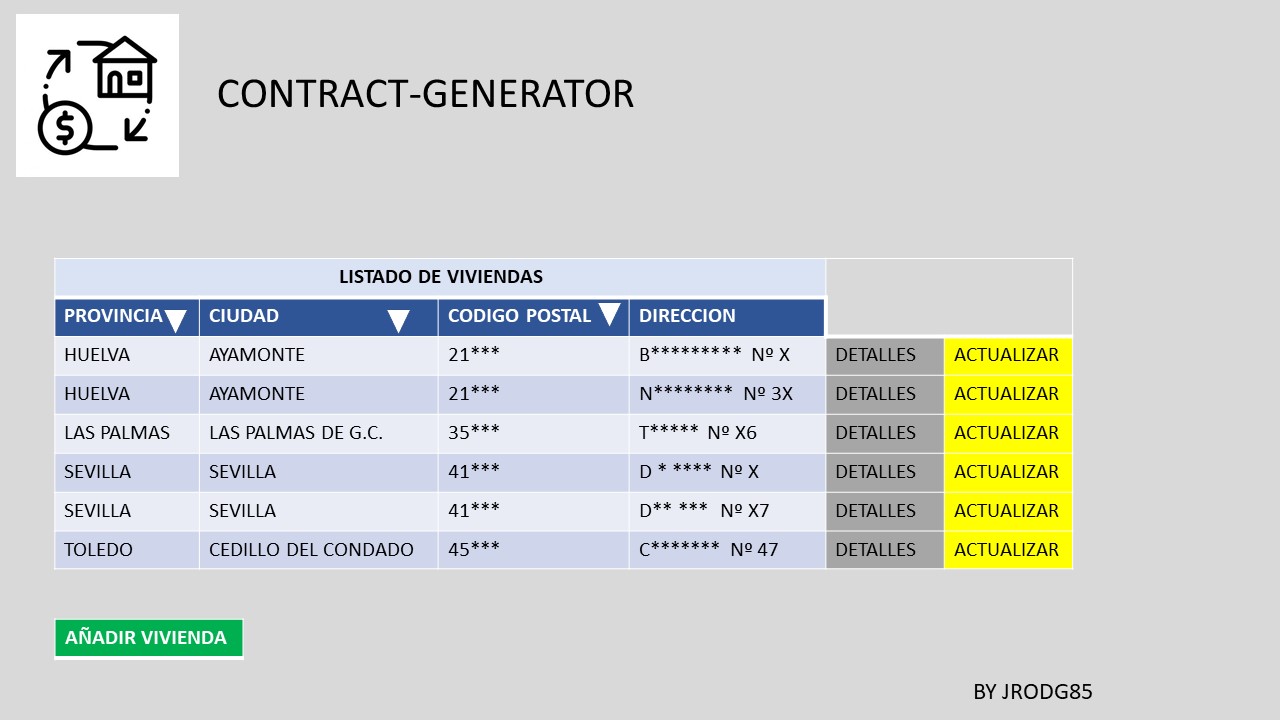 $
CONTRACT-GENERATOR
LISTADO DE VIVIENDAS
PROVINCIA CIUDAD CODIGO POSTAL DIRECCION
HUELVA AYAMONTE 21*** B********* Nº X DETALLES ACTUALIZAR
HUELVA AYAMONTE 21*** N******** Nº 3X DETALLES ACTUALIZAR
LAS PALMAS LAS PALMAS DE G.C. 35*** T***** Nº X6 DETALLES ACTUALIZAR
SEVILLA SEVILLA 41*** D * **** Nº X DETALLES ACTUALIZAR
SEVILLA SEVILLA 41*** D** *** Nº X7 DETALLES ACTUALIZAR
TOLEDO CEDILLO DEL CONDADO 45*** C******* Nº 47 DETALLES ACTUALIZAR
AÑADIR VIVIENDA
BY JRODG85